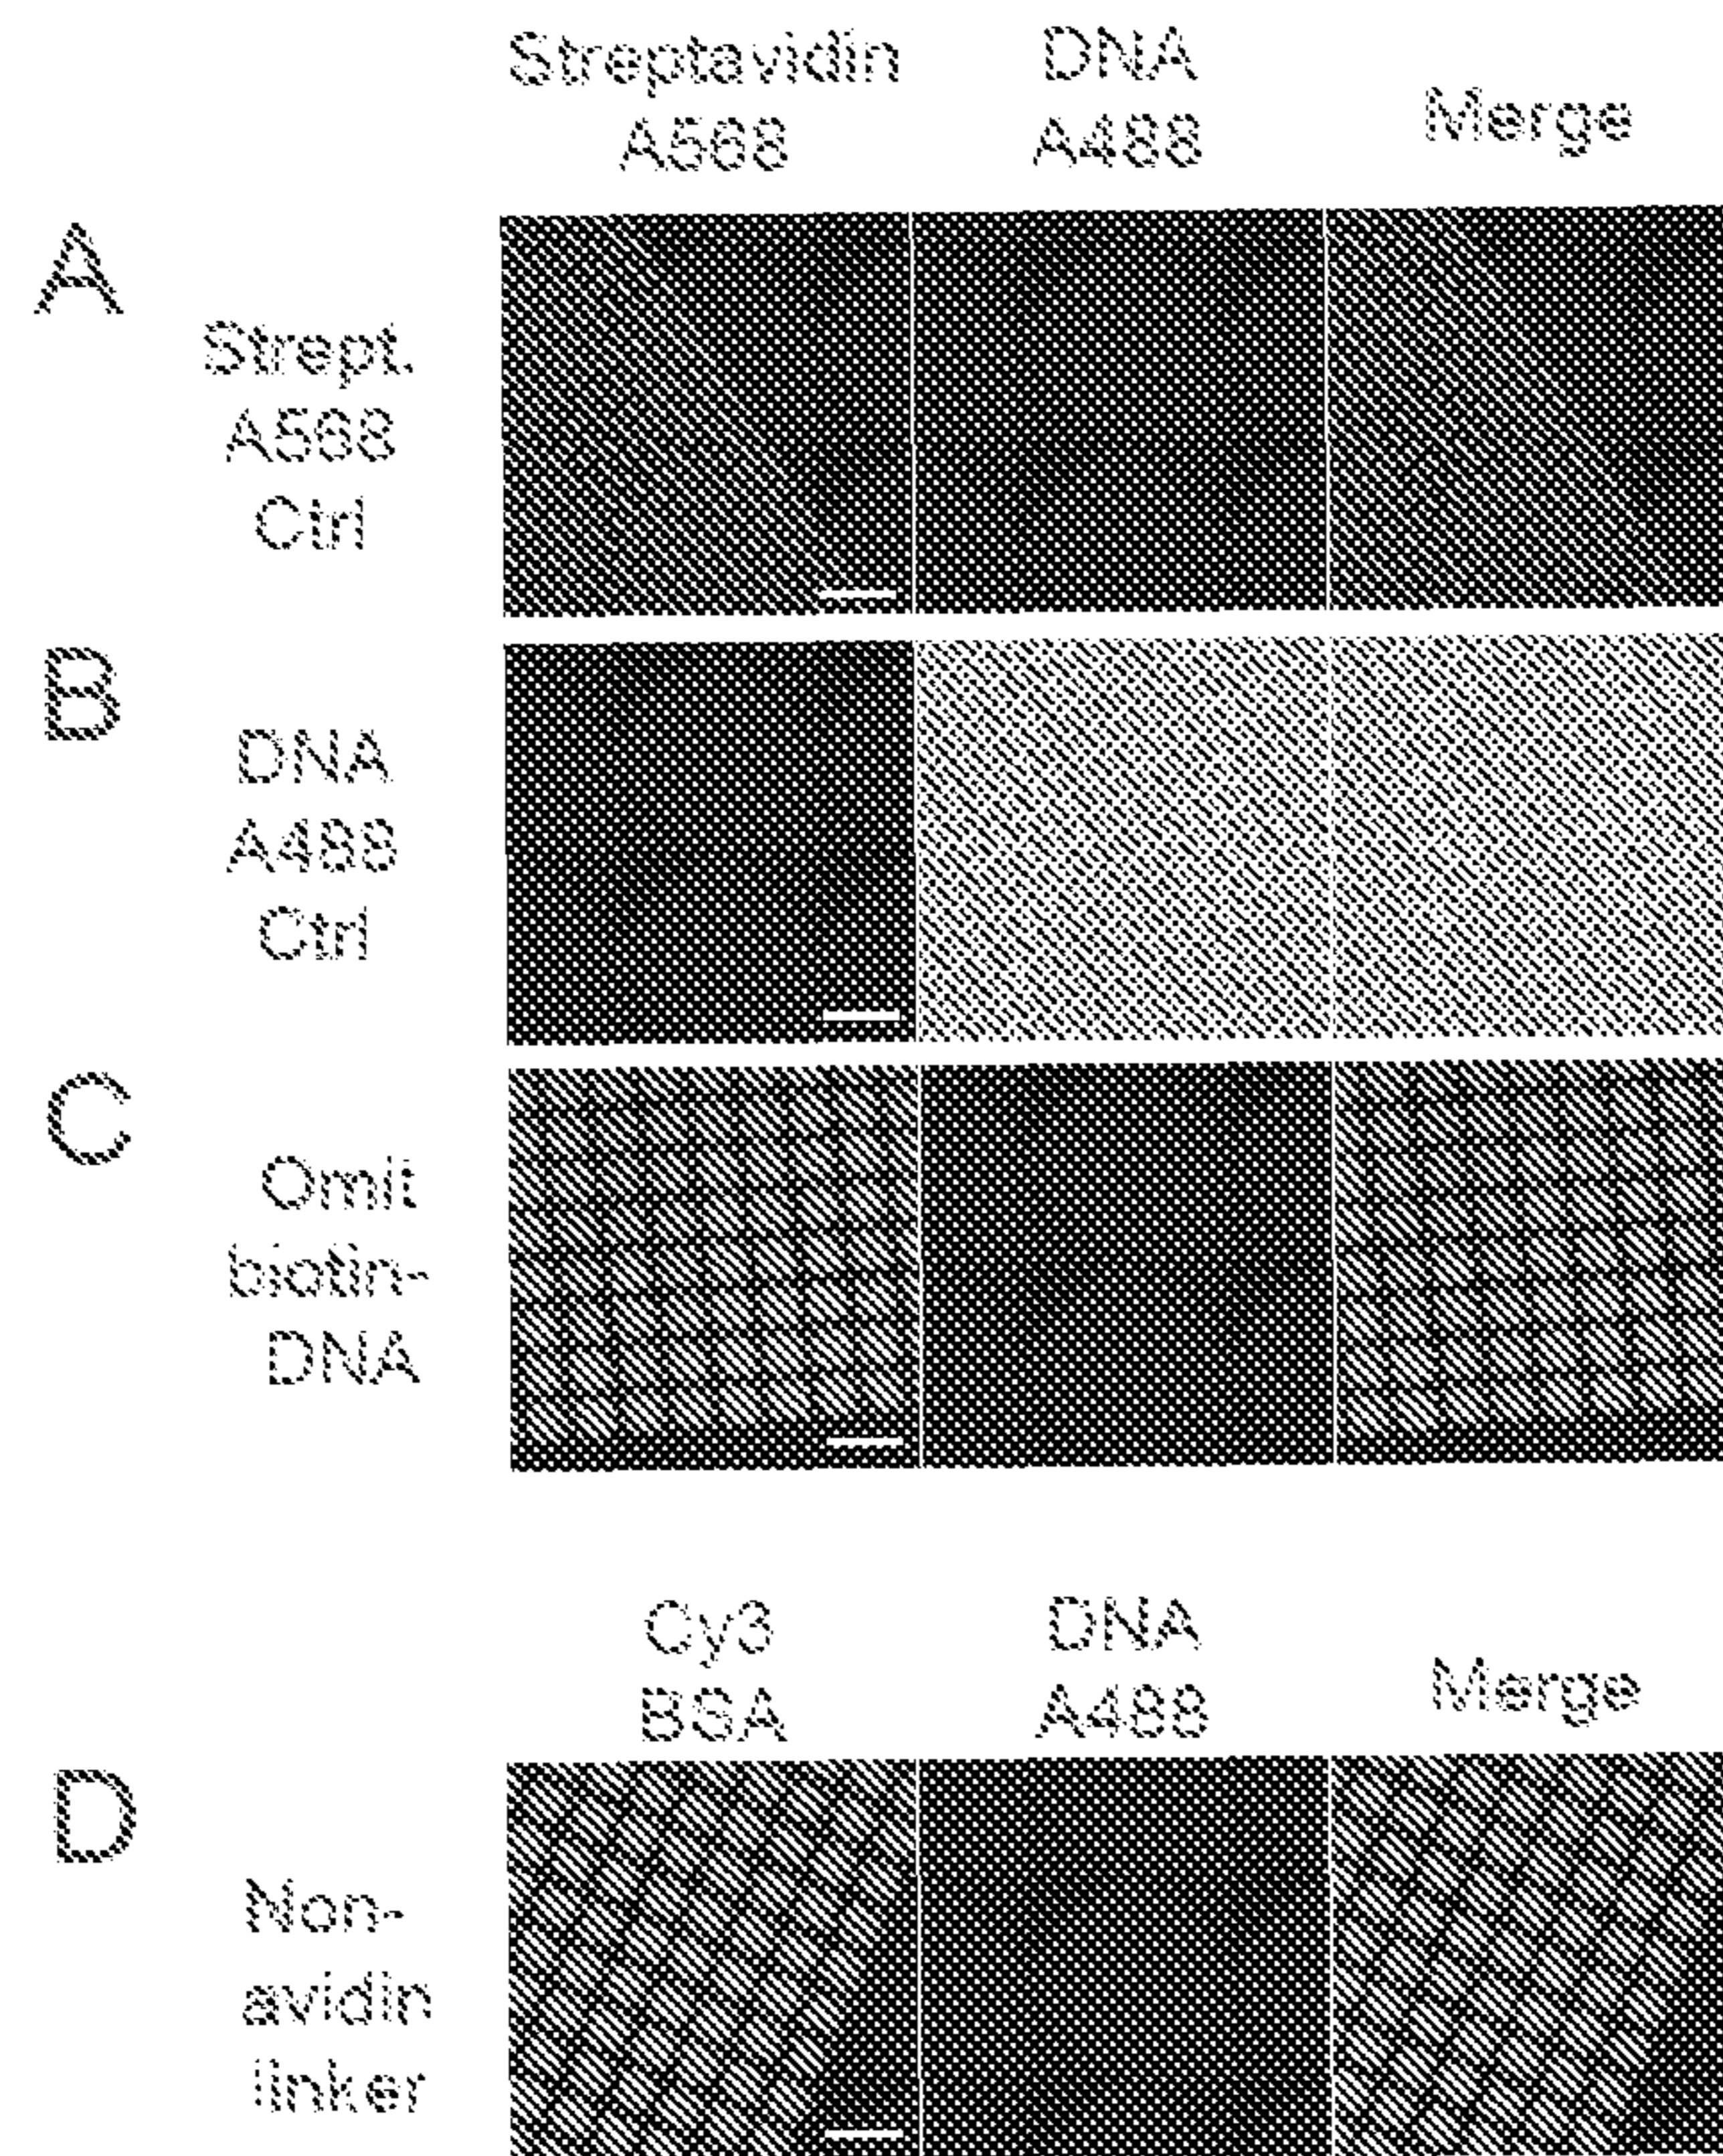 Streptavidin
A568
DNA
A488
Merge
A
Strept.
A568
Ctrl
B
DNA
A488
Ctrl
C
Omit
biotin-
DNA
Cy3
BSA
DNA
A488
Merge
D
Non-
avidin
linker